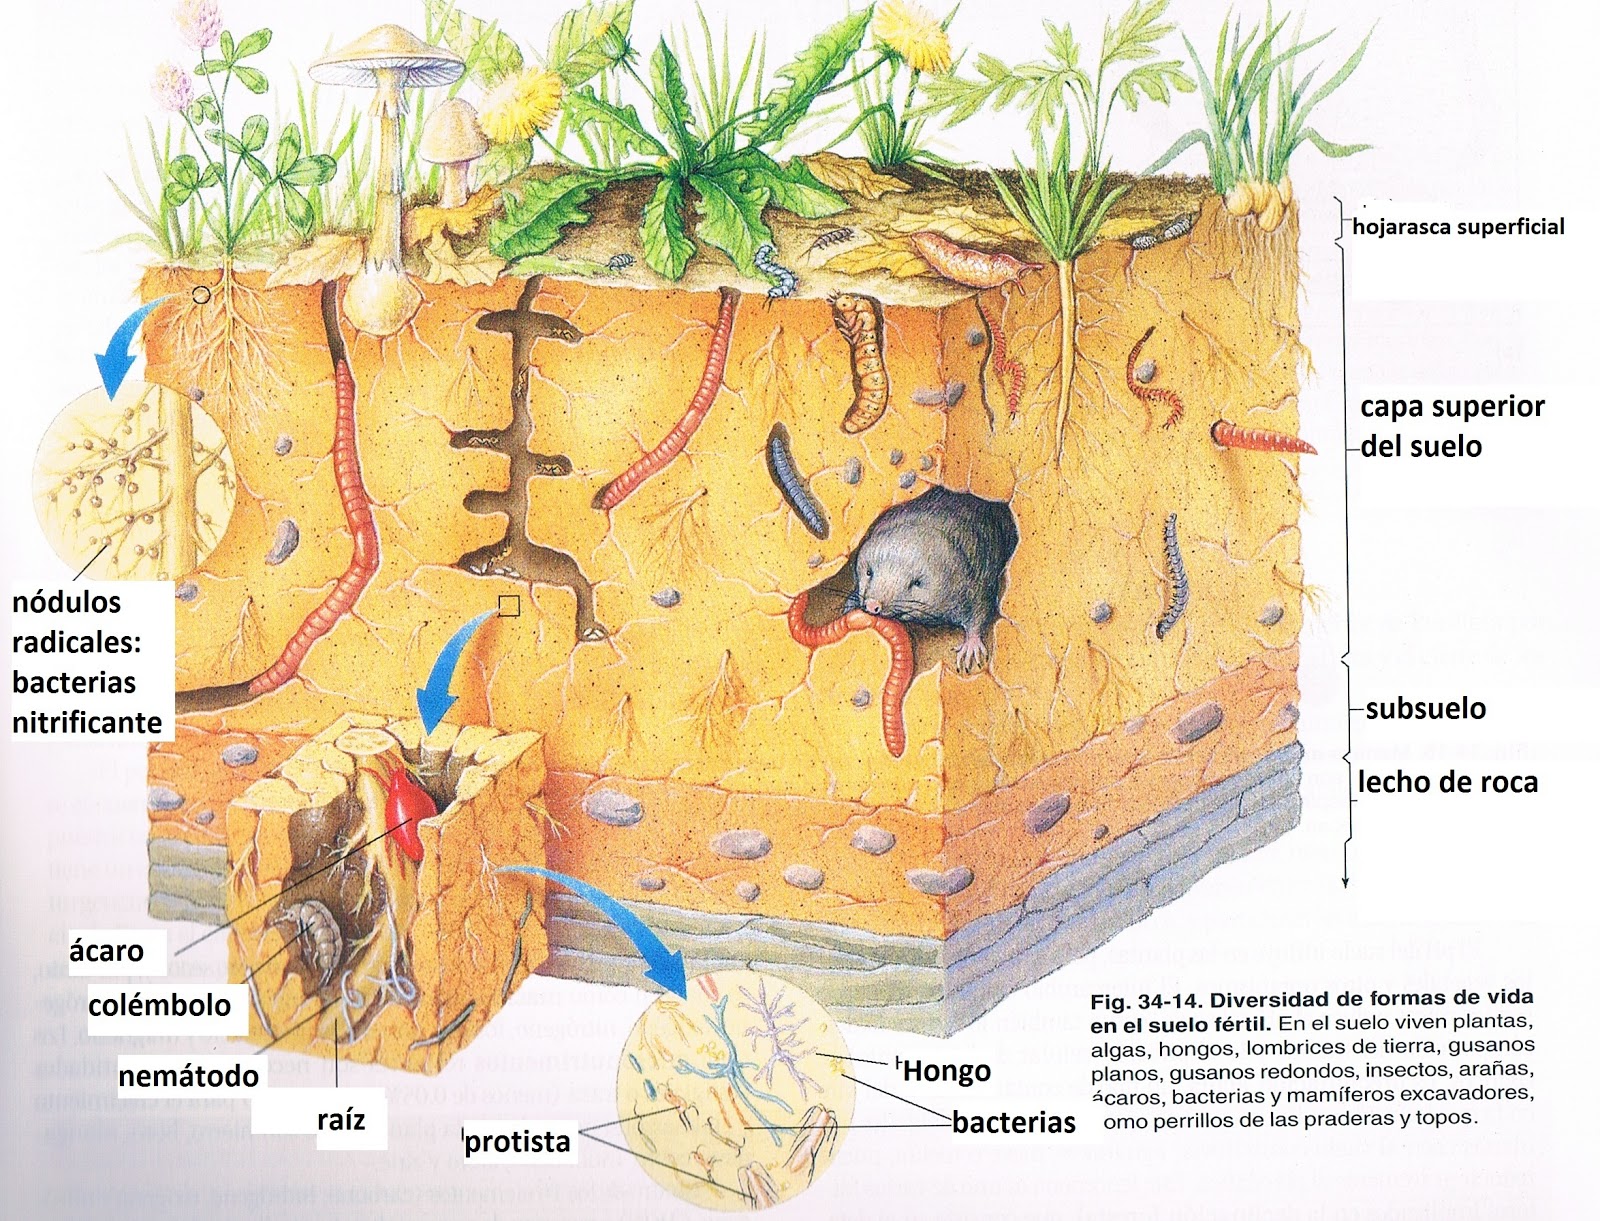 hojarasca superficial
capa superior
del suelo
subsuelo
lecho de roca
nódulos
radicales:
bacterias
nitrificante
ácaro
colémbolo
nemátodo
raíz
protista
Hongo
bacterias
Fig. 34-14. Diversidad de formas de vida
en el suelo fértil. En el suelo viven plantas,
algas, hongos, lombrices de tierra, gusanos
planos, gusanos redondos, insectos, arañas,
ácaros, bacterias y mamíferos excavadores,
omo perrillos de las praderas y topos.